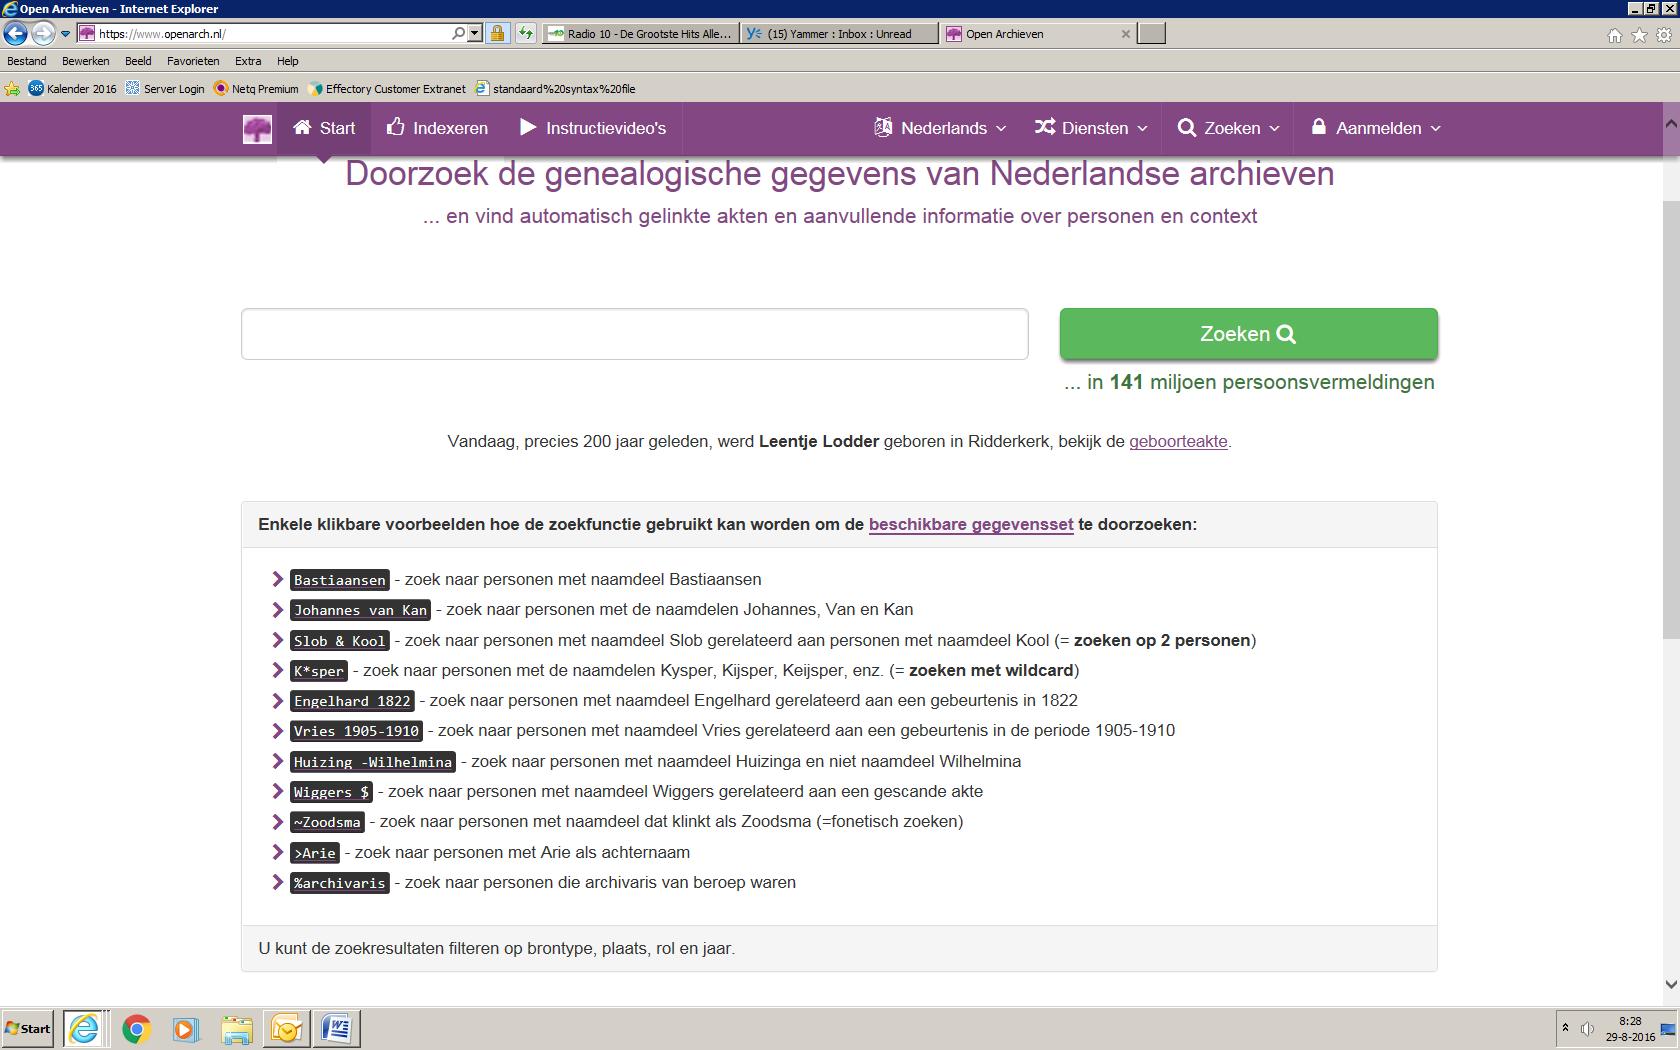 Open Archieven - Internet Explorer
https://www.openarch.nl/
Radio 10 - De Grootste Hits Alle...
(15) Yammer : Inbox : Unread
Open Archieven
Bestand Bewerken Beeld Favorieten Extra Help
365 Kalender 2016 Server Login Netq Premium Effectory Customer Extranet standaard%20syntax%20file
Start Indexeren Instructievideo's Nederlands Diensten Zoeken Aanmelden
Doorzoek de genealogische gegevens van Nederlandse archieven
... en vind automatisch gelinkte akten en aanvullende informatie over personen en context
Zoeken
... in 141 miljoen persoonsvermeldingen
Vandaag, precies 200 jaar geleden, werd Leentje Lodder geboren in Ridderkerk, bekijk de geboorteakte.
Enkele klikbare voorbeelden hoe de zoekfunctie gebruikt kan worden om de beschikbare gegevensset te doorzoeken:
Bastiaansen - zoek naar personen met naamdeel Bastiaansen
Johannes van Kan - zoek naar personen met de naamdelen Johannes, Van en Kan
Slob & Kool - zoek naar personen met naamdeel Slob gerelateerd aan personen met naamdeel Kool (= zoeken op 2 personen)
K*sper - zoek naar personen met de naamdelen Kysper, Kijsper, Keijsper, enz. (= zoeken met wildcard)
Engelhard 1822 - zoek naar personen met naamdeel Engelhard gerelateerd aan een gebeurtenis in 1822
Vries 1905-1910 - zoek naar personen met naamdeel Vries gerelateerd aan een gebeurtenis in de periode 1905-1910
Huizing -Wilhelmina - zoek naar personen met naamdeel Huizinga en niet naamdeel Wilhelmina
Wiggers $ - zoek naar personen met naamdeel Wiggers gerelateerd aan een gescande akte
~Zoodsma - zoek naar personen met naamdeel dat klinkt als Zoodsma (=fonetisch zoeken)
>Arie - zoek naar personen met Arie als achternaam
%archivaris - zoek naar personen die archivaris van beroep waren
U kunt de zoekresultaten filteren op brontype, plaats, rol en jaar.
Start
8:28
29-8-2016